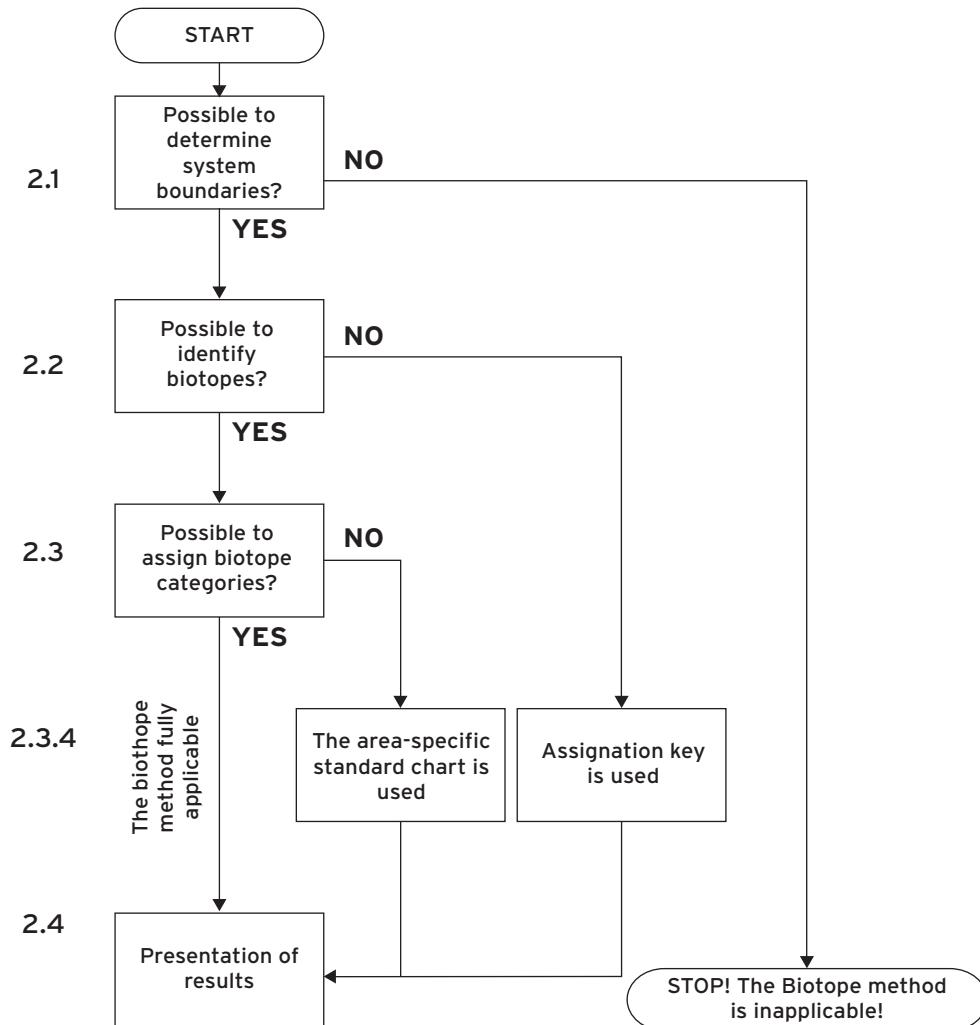 START
2.1
Possible to
determine
system
boundaries?
NO
YES
2.2
Possible to
identify
biotopes?
NO
YES
2.3
Possible to
assign biotope
categories?
NO
YES
2.3.4
The biothope
method fully
applicable
The area-specific
standard chart is
used
Assignation key
is used
2.4
Presentation of
results
STOP! The Biotope method
is inapplicable!